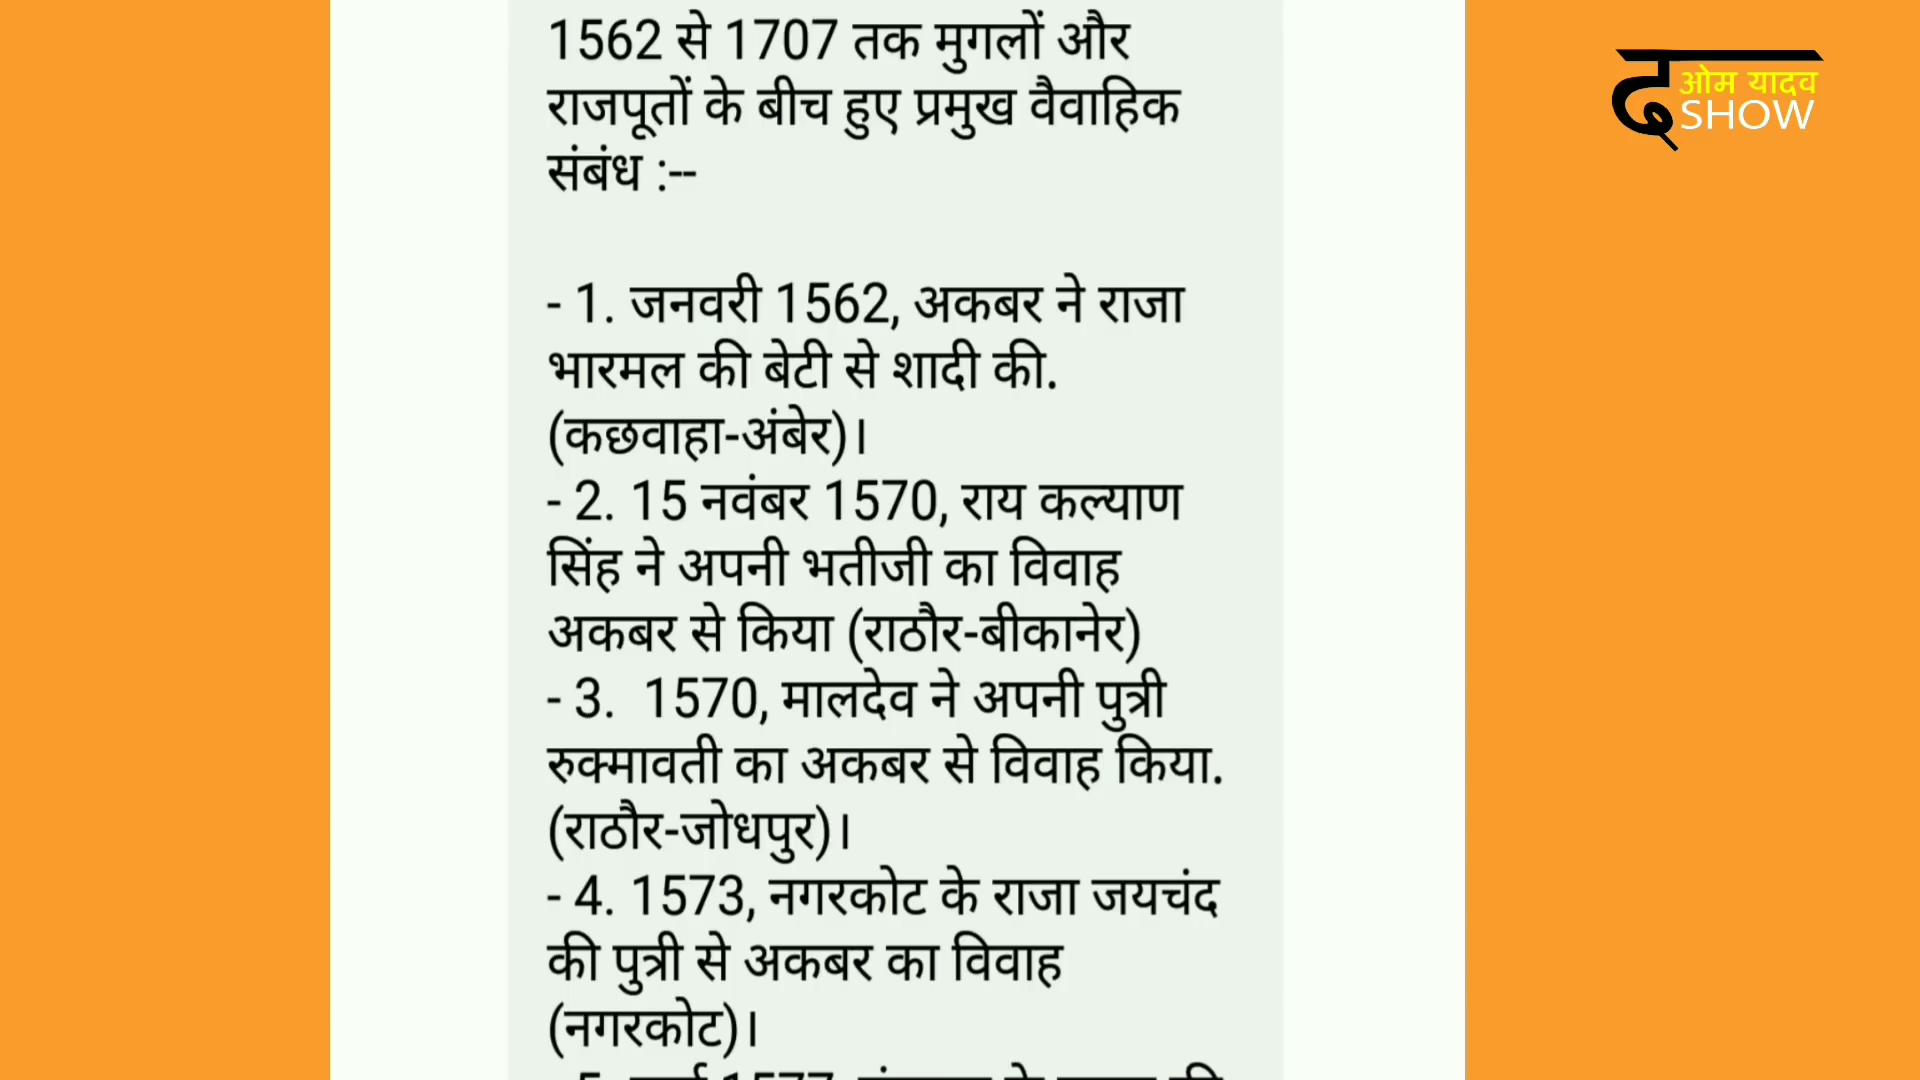 1562 से 1707 तक मुगलों और
राजपूतों के बीच हुए प्रमुख वैवाहिक
संबंध :--
- 1. जनवरी 1562, अकबर ने राजा
भारमल की बेटी से शादी की.
(कछवाहा-अंबेर)।
- 2. 15 नवंबर 1570, राय कल्याण
सिंह ने अपनी भतीजी का विवाह
अकबर से किया (राठौर-बीकानेर)
- 3.  1570, मालदेव ने अपनी पुत्री
रुक्मावती का अकबर से विवाह किया.
(राठौर-जोधपुर)।
- 4. 1573, नगरकोट के राजा जयचंद
की पुत्री से अकबर का विवाह
(नगरकोट)।
द ओम यादव
SHOW